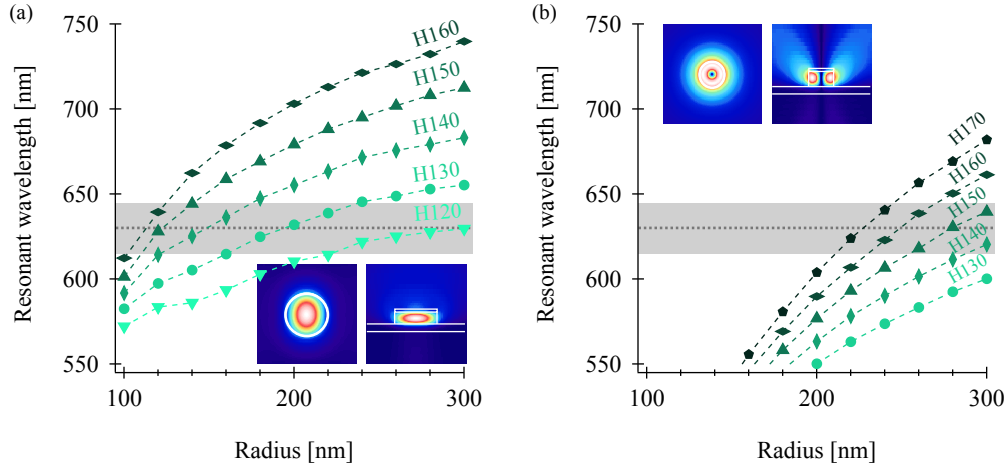 (a)
750
700
650
600
550
Resonant wavelength [nm]
H160
H150
H140
H130
H120
100
200
300
Radius [nm]
(b)
750
700
650
600
550
Resonant wavelength [nm]
H170
H160
H150
H140
H130
100
200
300
Radius [nm]